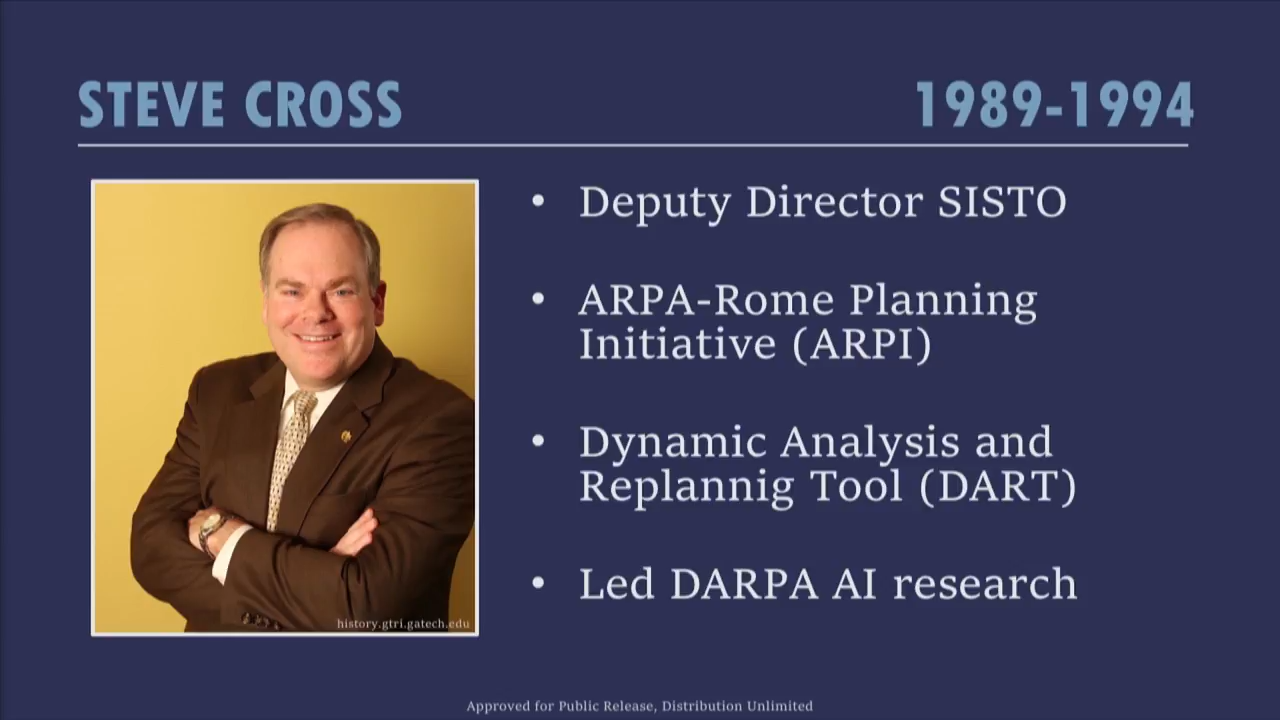 STEVE CROSS
1989-1994
• Deputy Director SISTO
• ARPA-Rome Planning
Initiative (ARPI)
• Dynamic Analysis and
Replannig Tool (DART)
• Led DARPA AI research
history.gtri.gatech.edu
Approved for Public Release, Distribution Unlimited